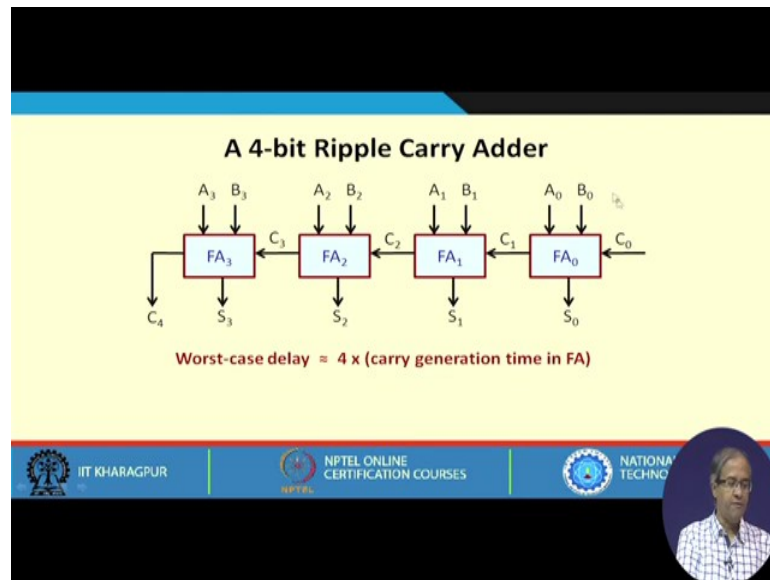 A 4-bit Ripple Carry Adder
A₃ B₃ A₂ B₂ A₁ B₁ A₀ B₀
FA₃ C₃ FA₂ C₂ FA₁ C₁ FA₀ C₀
C₄ S₃ S₂ S₁ S₀
Worst-case delay ≈ 4 x (carry generation time in FA)
IIT KHARAGPUR
NPTEL ONLINE
CERTIFICATION COURSES
NPTEL
NATIONA
TECHNO